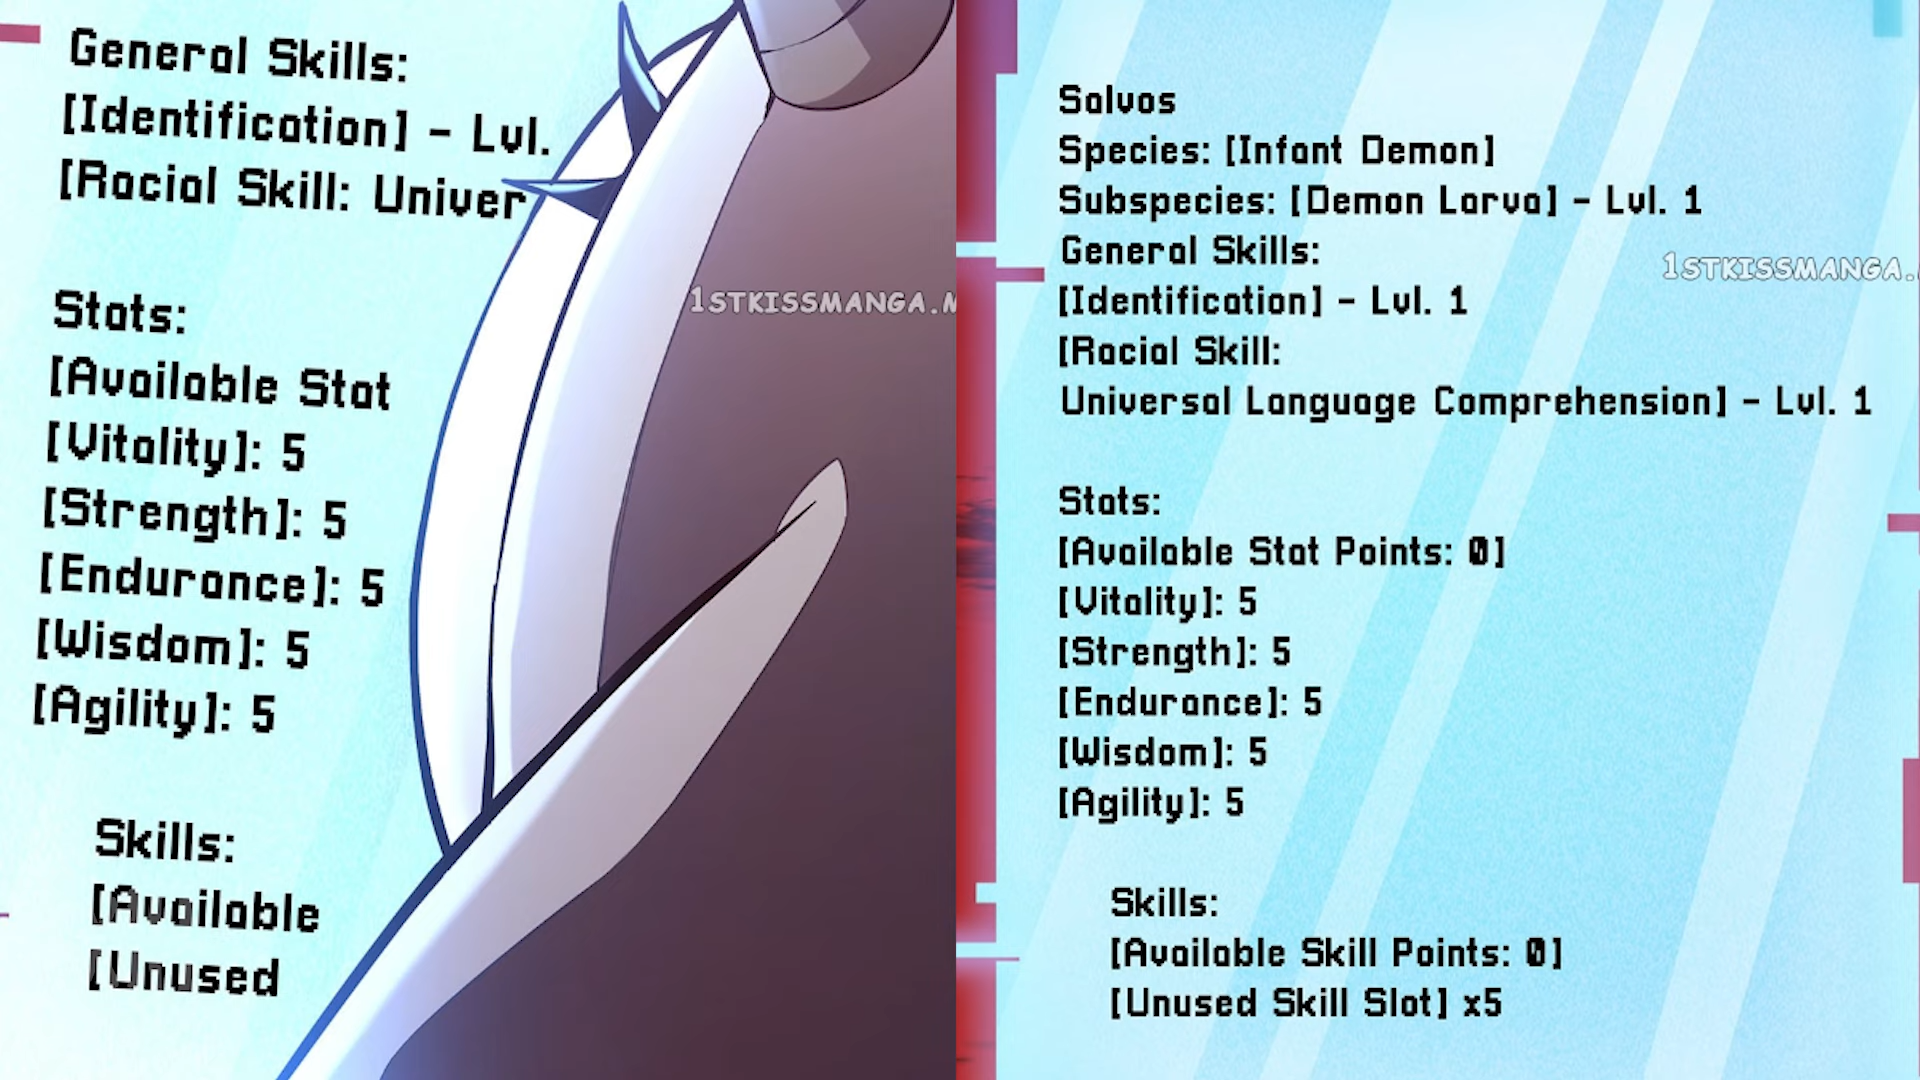 General Skills:
[Identification] - Lvl.
[Racial Skill: Univer
Stats:
[Available Stat
[Vitality]: 5
[Strength]: 5
[Endurance]: 5
[Wisdom]: 5
[Agility]: 5
Skills:
[Available
[Unused
1STKISSMANGA.M
Salvos
Species: [Infant Demon]
Subspecies: [Demon Larva] - Lvl. 1
General Skills:
[Identification] - Lvl. 1
[Racial Skill:
Universal Language Comprehension] - Lvl. 1
Stats:
[Available Stat Points: 0]
[Vitality]: 5
[Strength]: 5
[Endurance]: 5
[Wisdom]: 5
[Agility]: 5
Skills:
[Available Skill Points: 0]
[Unused Skill Slot] x5
1STKISSMANGA.